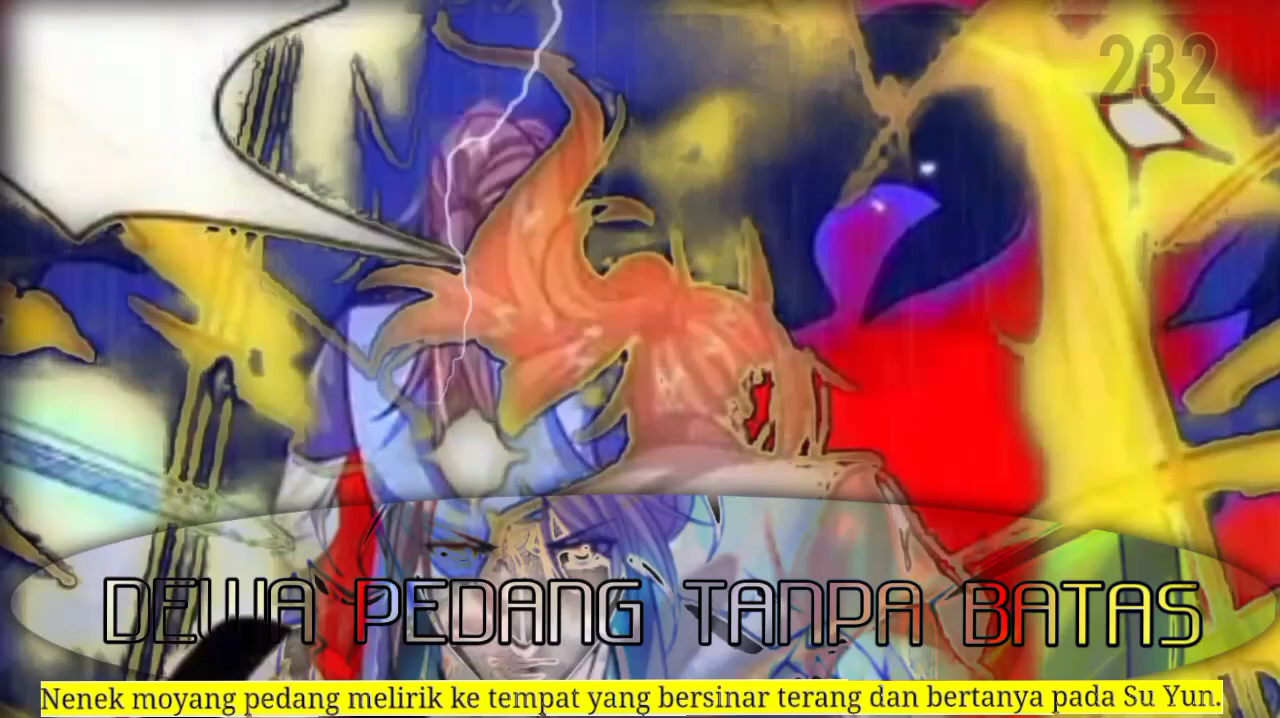 232
DEWA PEDANG TANPA BATAS
Nenek moyang pedang melirik ke tempat yang bersinar terang dan bertanya pada Su Yun.